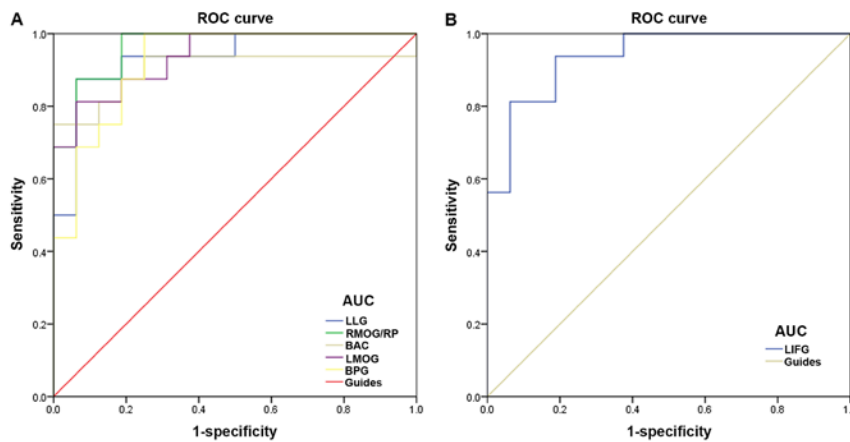 A
ROC curve
Sensitivity
1.0
0.8
0.6
0.4
0.2
0.0
0.0 0.2 0.4 0.6 0.8 1.0
1-specificity
AUC
LLG
RMOG/RP
BAC
LMOG
BPG
Guides
B
ROC curve
Sensitivity
1.0
0.8
0.6
0.4
0.2
0.0
0.0 0.2 0.4 0.6 0.8 1.0
1-specificity
AUC
LIFG
Guides